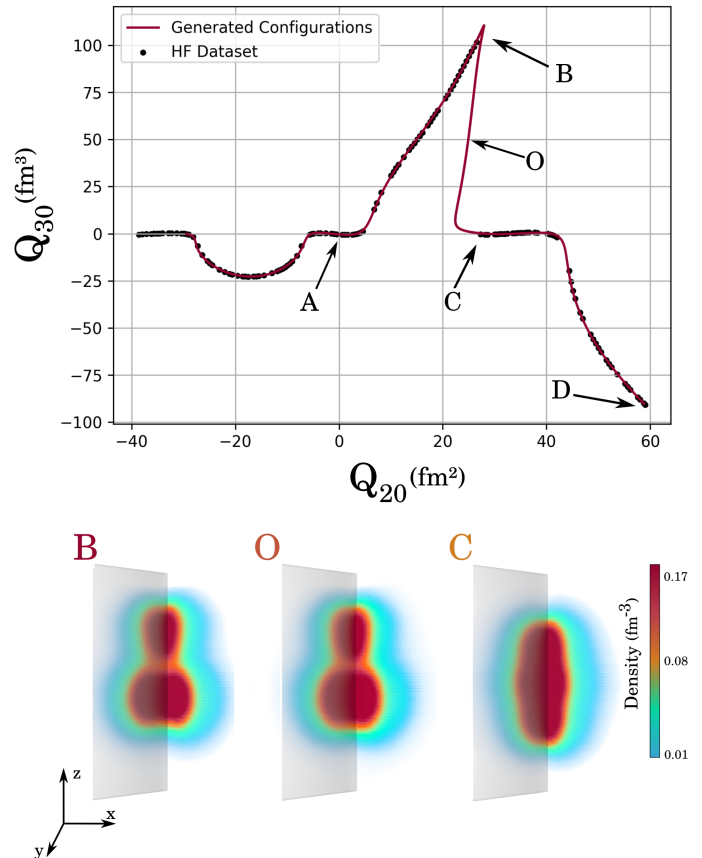 Generated Configurations
HF Dataset
100
75
50
25
0
−25
−50
−75
−100
Q30(fm³)
B
O
A
C
D
−40
−20
0
20
40
60
Q20(fm²)
B
O
C
0.17
0.08
0.01
Density (fm-3)
z
x
y